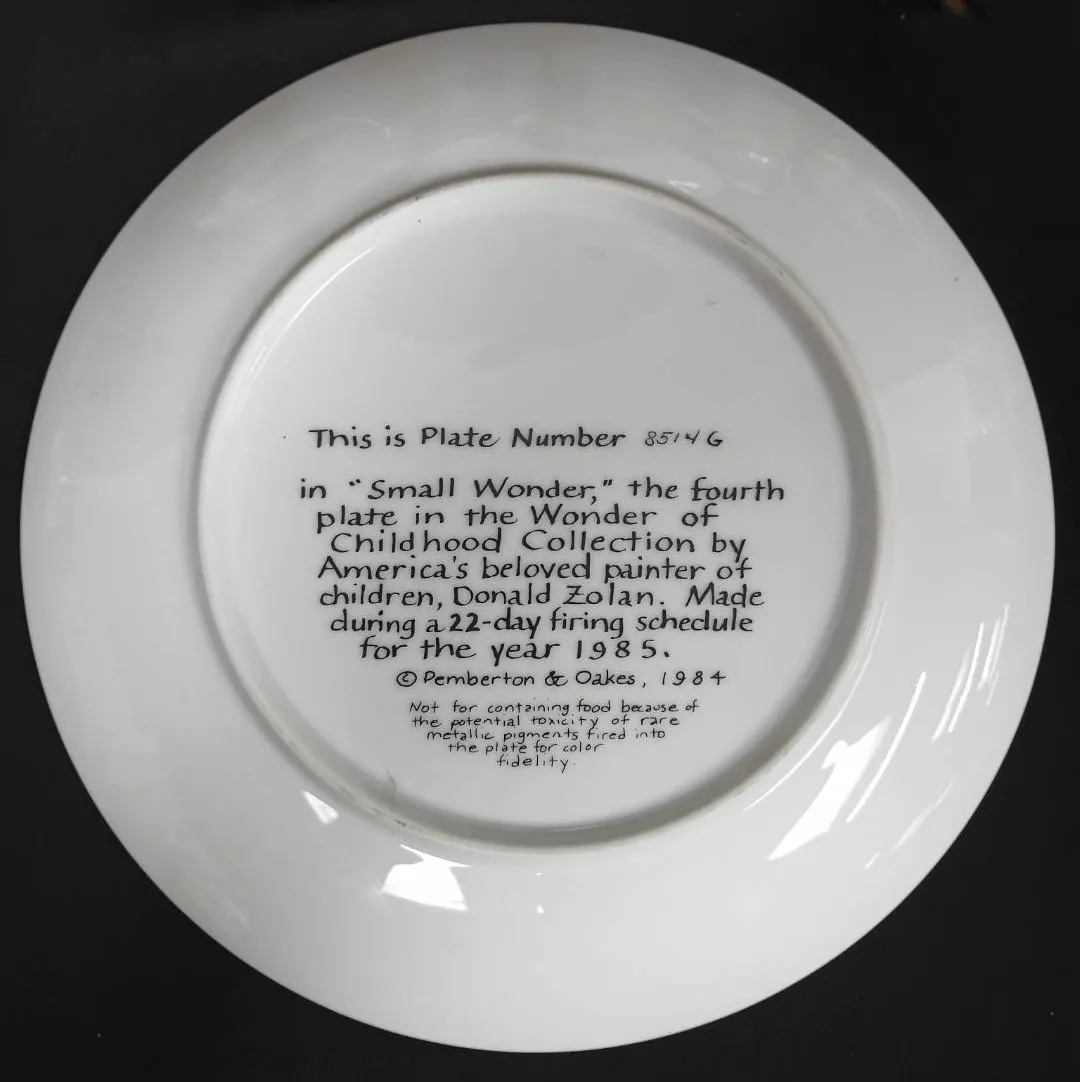 This is Plate Number 8514 G
in "Small Wonder," the fourth
plate in the Wonder of
Childhood Collection by
America's beloved painter of
children, Donald Zolan. Made
during a 22-day firing schedule
for the year 1985.
© Pemberton & Oakes, 1984
Not for containing food because of
the potential toxicity of rare
metallic pigments fired into
the plate for color
fidelity.